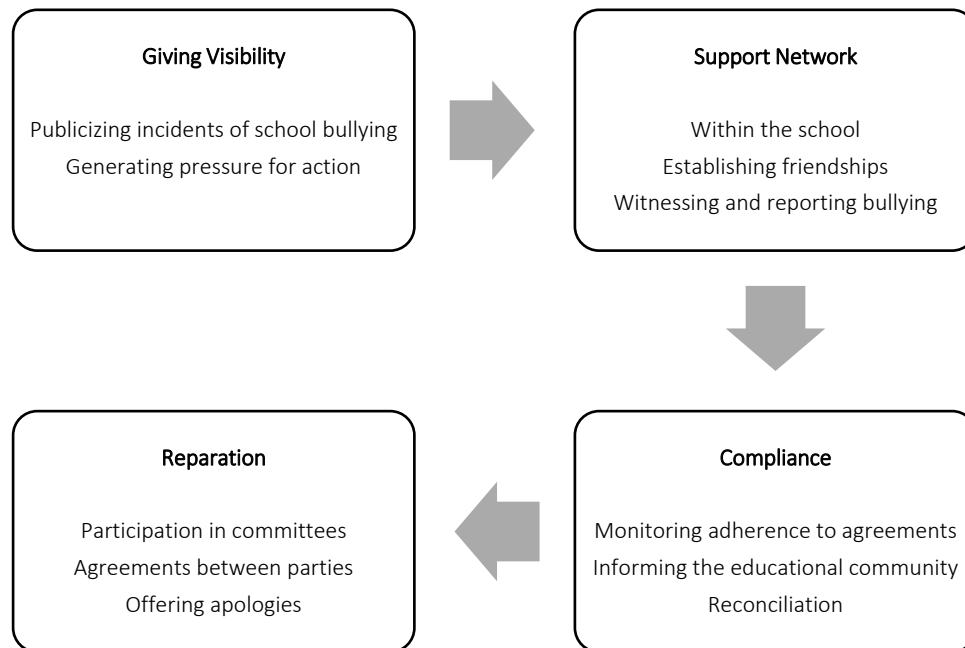 Giving Visibility
Publicizing incidents of school bullying
Generating pressure for action
Support Network
Within the school
Establishing friendships
Witnessing and reporting bullying
Compliance
Monitoring adherence to agreements
Informing the educational community
Reconciliation
Reparation
Participation in committees
Agreements between parties
Offering apologies